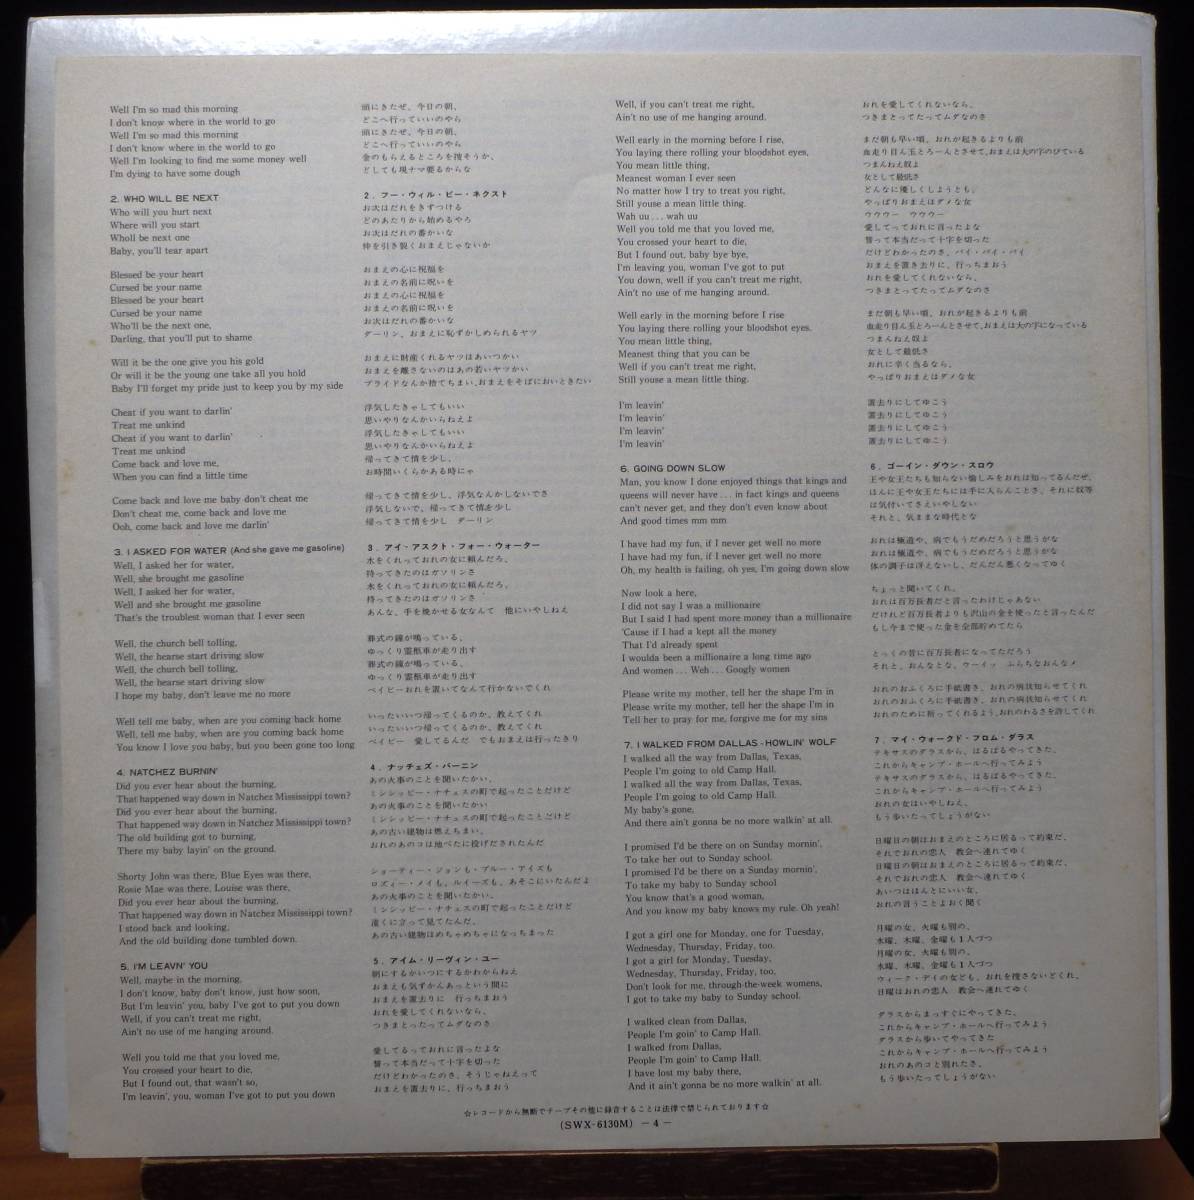 Well I'm so mad this morning
I don't know where in the world to go
Well I'm so mad this morning
I don't know where in the world to go
Well I'm looking to find me some money well
I'm dying to have some dough
頭にきたぜ、今日の朝、
どこへ行っていいのやら
頭にきたぜ、今日の朝、
どこへ行っていいのやら
金のもらえるところを捜そうか、
どしても現ナマ要るからな
2. WHO WILL BE NEXT
Who will you hurt next
Where will you start
Wholl be next one
Baby, you'll tear apart
2．フー・ウィル・ビー・ネクスト
お次はだれをきずつける
どのあたりから始めるやろ
お次はだれの番かいな
仲を引き裂くおまえじゃないか
Blessed be your heart
Cursed be your name
Blessed be your heart
Cursed be your name
Who'll be the next one,
Darling, that you'll put to shame
おまえの心に祝福を
おまえの名前に呪いを
おまえの心に祝福を
おまえの名前に呪いを
お次はだれの番かいな
ダーリン、おまえに恥ずかしめられるヤツ
Will it be the one give you his gold
Or will it be the young one take all you hold
Baby I'll forget my pride just to keep you by my side
おまえに財産くれるヤツはあいつかい
おまえを離さないのはあの若いヤツかい
プライドなんか捨てちまい、おまえをそばにおいときたい
Cheat if you want to darlin'
Treat me unkind
Cheat if you want to darlin'
Treat me unkind
Come back and love me,
When you can find a little time
浮気したきゃしてもいい
思いやりなんかいらねえよ
浮気したきゃしてもいい
思いやりなんかいらねえよ
帰ってきて情を少し、
お時間いくらかある時にゃ
Come back and love me baby don't cheat me
Don't cheat me, come back and love me
Ooh, come back and love me darlin'
帰ってきて情を少し、浮気なんかしないでさ
浮気しないで、帰ってきて情を少し
帰ってきて情を少し ダーリン
3. I ASKED FOR WATER (And she gave me gasoline)
Well, I asked her for water,
Well, she brought me gasoline
Well, I asked her for water,
Well and she brought me gasoline
That's the troublest woman that I ever seen
3．アイ・アスクト・フォー・ウォーター
水をくれっておれの女に頼んだら、
持ってきたのはガソリンさ
水をくれっておれの女に頼んだら、
持ってきたのはガソリンさ
あんな、手を焼かせる女なんて 他にいやしねえ
Well, the church bell tolling,
Well, the hearse start driving slow
Well, the church bell tolling,
Well, the hearse start driving slow
I hope my baby, don't leave me no more
葬式の鐘が鳴っている、
ゆっくり霊柩車が走り出す
葬式の鐘が鳴っている、
ゆっくり霊柩車が走り出す
ベイビーおれを置いてなんて行かないでくれ
Well tell me baby, when are you coming back home
Well, tell me baby, when are you coming back home
You know I love you baby, but you been gone too long
いったいいつ帰ってくるのか、教えてくれ
いったいいつ帰ってくるのか、教えてくれ
ベイビー 愛してるんだ でもおまえは行ったきり
4. NATCHEZ BURNIN'
Did you ever hear about the burning,
That happened way down in Natchez Mississippi town?
Did you ever hear about the burning,
That happened way down in Natchez Mississippi town?
The old building got to burning,
There my baby layin' on the ground.
4．ナッチェズ・バーニン
あの火事のことを聞いたかい、
ミシシッピー・ナチェスの町で起ったことだけど
あの火事のことを聞いたかい
ミシシッピー・ナチェスの町で起ったことだけど
あの古い建物は燃えちまい、
おれのあのコは地べたに投げだされたんだ
Shorty John was there, Blue Eyes was there,
Rosie Mae was there, Louise was there,
Did you ever hear about the burning,
That happened way down in Natchez Mississippi town?
I stood back and looking,
And the old building done tumbled down.
ショーティー・ジョンも・ブルー・アイズも
ロズィー・メイも、ルイーズも、あそこにいたんだよ
あの火事のことを聞いたかい、
ミシシッピー・ナチェスの町で起ったことだけど
遠くに立って見てたんだ、
あの古い建物はめちゃめちゃになっちまった
5. I'M LEAVN' YOU
Well, maybe in the morning,
I don't know, baby don't know, just how soon,
But I'm leavin' you, baby I've got to put you down
Well, if you can't treat me right,
Ain't no use of me hanging around.
5．アイム・リーヴィン・ユー
朝にするかいつにするかわからねえ
おまえも気ずかんあっという間に
おまえを置去りに 行っちまおう
おれを愛してくれないなら、
つきまとったってムダなのさ
Well you told me that you loved me,
You crossed your heart to die,
But I found out, that wasn't so,
I'm leavin', you, woman I've got to put you down
愛してるっておれに言ったよな
誓って本当だって十字を切った
だけどわかったのさ、そうじゃねえって
おまえを置去りに、行っちまおう
Well, if you can't treat me right,
Ain't no use of me hanging around.
おれを愛してくれないなら、
つきまとってたってムダなのさ
Well early in the morning before I rise,
You laying there rolling your bloodshot eyes,
You mean little thing,
Meanest woman I ever seen
No matter how I try to treat you right,
Still youse a mean little thing.
Wah uu... wah uu
Well you told me that you loved me,
You crossed your heart to die,
But I found out, baby bye bye,
I'm leaving you, woman I've got to put
You down, well if you can't treat me right,
Ain't no use of me hanging around.
まだ朝も早い頃、おれが起きるよりも前
血走り目ん玉とろーんとさせて、おまえは大の字のびている
つまんねえ奴よ
女として最低さ
どんなに優しくしようとも、
やっぱりおまえはダメな女
ウウウー ウウウー
愛してっておれに言ったよな
誓って本当だって十字を切った
だけどわかったのさ、バイ・バイ・バイ
おまえを置き去りに、行っちまおう
おれを愛してくれないなら、
つきまとってたってムダなのさ
Well early in the morning before I rise
You laying there rolling your bloodshot eyes,
You mean little thing,
Meanest thing that you can be
Well if you can't treat me right,
Still youse a mean little thing.
まだ朝も早い頃、おれが起きるよりも前
血走り目ん玉とろーんとさせて、おまえは大の字になっている
つまんねえ奴よ
女として最低さ
おれに辛く当るなら、
やっぱりおまえはダメな女
I'm leavin'
I'm leavin'
I'm leavin'
I'm leavin'
置去りにしてゆこう
置去りにしてゆこう
置去りにしてゆこう
置去りにしてゆこう
6. GOING DOWN SLOW
Man, you know I done enjoyed things that kings and
queens will never have... in fact kings and queens
can't never get, and they don't even know about
And good times mm mm
6．ゴーイン・ダウン・スロウ
王や女王たちも知らない愉しみをおれは知ってるんだぜ、
ほんに王や女王たちには手に入らんことさ、それに奴等
は気付いてさえいやしない
それと、気ままな時代とな
I have had my fun, if I never get well no more
I have had my fun, if I never get well no more
Oh, my health is failing, oh yes, I'm going down slow
おれは極道や、病でもうだめだろうと思うがな
おれは極道や、病でもうだめだろうと思うがな
体の調子は冴えないし、だんだん悪くなってゆく
Now look a here,
I did not say I was a millionaire
But I said I had spent more money than a millionaire
'Cause if I had a kept all the money
That I'd already spent
I woulda been a millionaire a long time ago
And women... Weh... Googly women
ちょっと聞いてくれ、
おれは百万長者だと言ったわけじゃあない
だけれど百万長者よりも沢山の金を使ったと言ったんだ
もし今まで使った金を全部貯めてたら
とっくの昔に百万長者になってただろう
それと、おんなとな、ウーイッ ふらちなおんなメ
Please write my mother, tell her the shape I'm in
Please write my mother, tell her the shape I'm in
Tell her to pray for me, forgive me for my sins
おれのおふくろに手紙書き、おれの病状知らせてくれ
おれのおふくろに手紙書き、おれの病状知らせてくれ
おれのために祈ってくれるよう、おれのわるさを許してくれ
7. I WALKED FROM DALLAS - HOWLIN' WOLF
I walked all the way from Dallas, Texas,
People I'm going to old Camp Hall.
I walked all the way from Dallas, Texas,
People I'm going to old Camp Hall.
My baby's gone,
And there ain't gonna be no more walkin' at all.
7．マイ・ウォークド・フロム・ダラス
テキサスのダラスから、はるばるやってきた、
これからキャンプ・ホールへ行ってみよう
テキサスのダラスから、はるばるやってきた、
これからキャンプ・ホールへ行ってみよう
おれの女はいやしねえ、
もう歩いたってしょうがない
I promised I'd be there on on Sunday mornin',
To take her out to Sunday school.
I promised I'd be there on a Sunday mornin',
To take my baby to Sunday school
You know that's a good woman,
And you know my baby knows my rule. Oh yeah!
日曜日の朝はおまえのところに居るって約束だ、
それでおれの恋人 教会へ連れてゆく
日曜日の朝はおまえのところに居るって約束だ、
それでおれの恋人 教会へ連れてゆく
あいつはほんとにいい女、
おれの言うことよおく聞く
I got a girl one for Monday, one for Tuesday,
Wednesday, Thursday, Friday, too.
I got a girl for Monday, Tuesday,
Wednesday, Thursday, Friday, too.
Don't look for me, through-the-week womens,
I got to take my baby to Sunday school.
月曜の女、火曜も別の、
水曜、木曜、金曜も1人づつ
月曜の女、火曜も別の、
水曜、木曜、金曜も1人づつ
ウィーク・デイの女ども、おれを捜さないどくれ、
日曜はおれの恋人 教会へ連れてゆく
I walked clean from Dallas,
People I'm goin' to Camp Hall.
I walked from Dallas,
People I'm goin' to Camp Hall.
I have lost my baby there,
And it ain't gonna be no more walkin' at all.
ダラスからまっすぐにやってきた、
これからキャンプ・ホールへ行ってみよう
ダラスから歩いてやってきた
これからキャンプ・ホールへ行ってみよう
おれのあのコと別れたさ、
もう歩いたってしょうがない
☆レコードから無断でテープその他に録音することは法律で禁じられております☆
(SWX-6130M) － 4 －